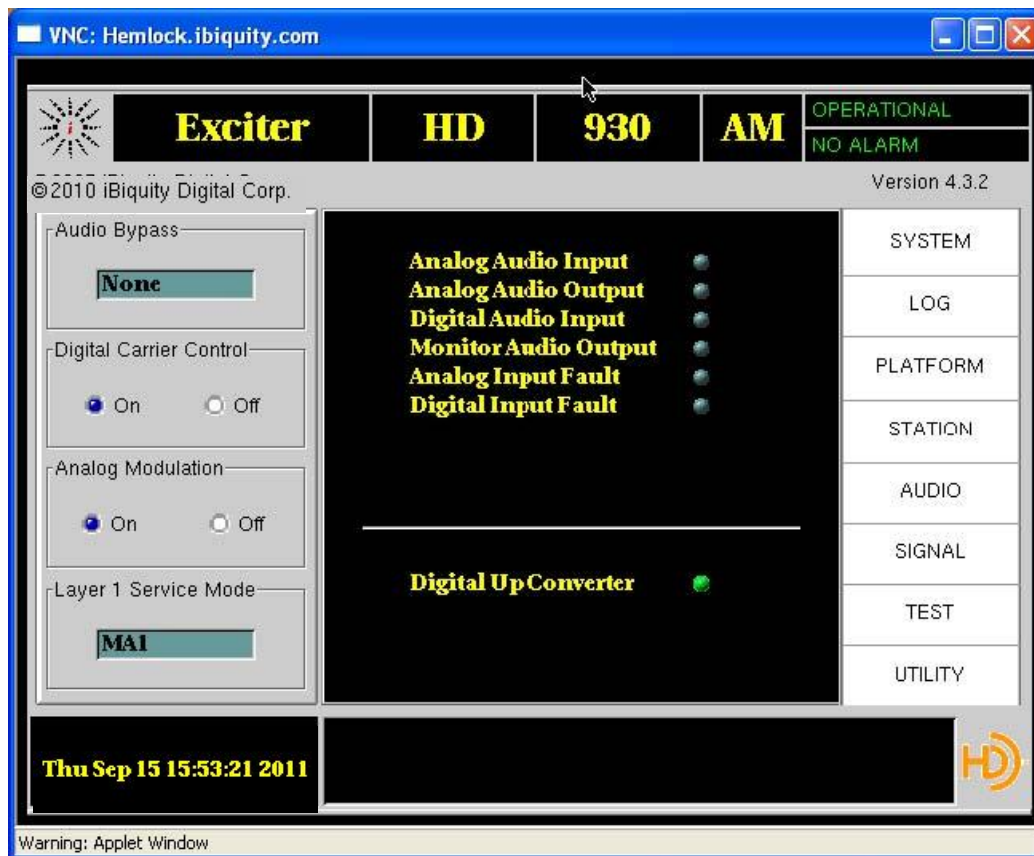 VNC: Hemlock.ibiquity.com
Exciter HD 930 AM
OPERATIONAL
NO ALARM
©2010 iBiquity Digital Corp.
Version 4.3.2
Audio Bypass
None
Digital Carrier Control
On Off
Analog Modulation
On Off
Layer 1 Service Mode
MA1
Analog Audio Input
Analog Audio Output
Digital Audio Input
Monitor Audio Output
Analog Input Fault
Digital Input Fault
Digital Up Converter
SYSTEM
LOG
PLATFORM
STATION
AUDIO
SIGNAL
TEST
UTILITY
Thu Sep 15 15:53:21 2011
HD
Warning: Applet Window